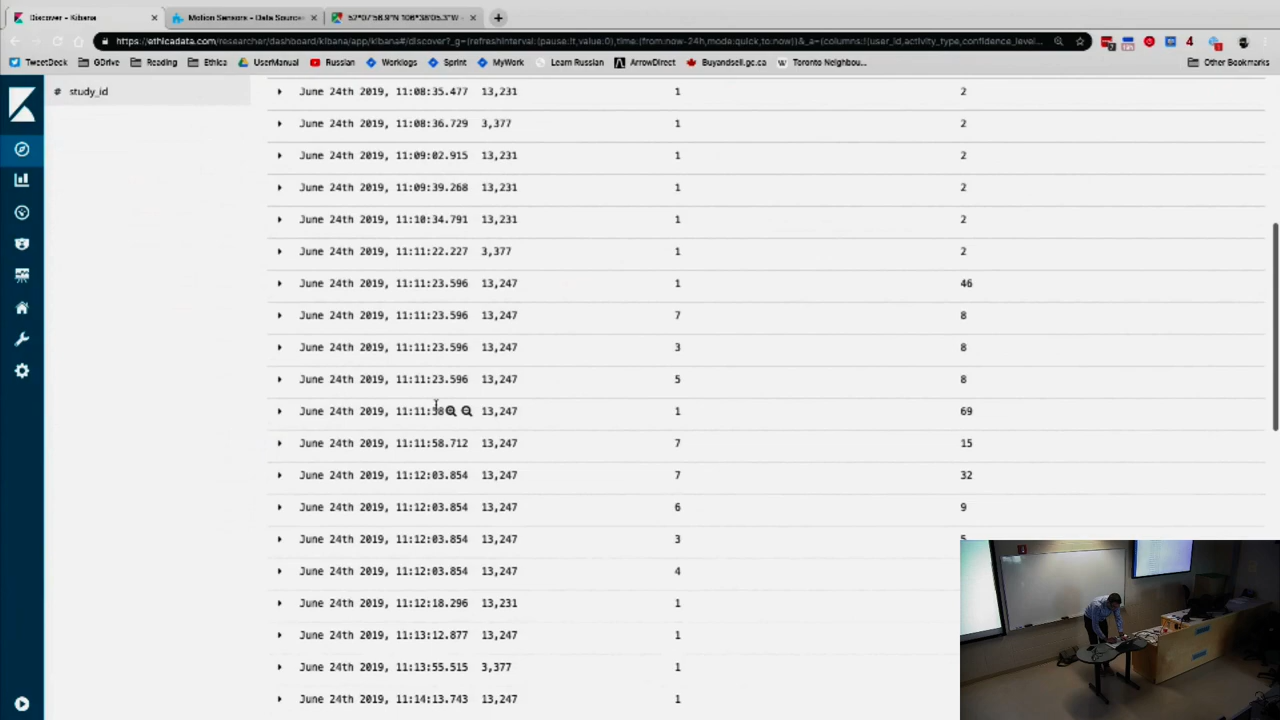 Discover - Kibana
Motion Sensors - Data Source
52°07'58.9"N 106°38'05.3"W -
https://ethicadata.com/researcher/dashboard/kibana/app/kibana#/discover?_g=(refreshInterval:(pause:!t,value:0),time:(from:now-24h,mode:quick,to:now))&_a=(columns:!(user_id,activity_type,confidence_level...
TweetDeck GDrive Reading Ethica UserManual Russian Worklogs Sprint MyWork Learn Russian ArrowDirect Buyandsell.gc.ca Toronto Neighbou... Other Bookmarks
# study_id
June 24th 2019, 11:08:35.477 13,231 1 2
June 24th 2019, 11:08:36.729 3,377 1 2
June 24th 2019, 11:09:02.915 13,231 1 2
June 24th 2019, 11:09:39.268 13,231 1 2
June 24th 2019, 11:10:34.791 13,231 1 2
June 24th 2019, 11:11:22.227 3,377 1 2
June 24th 2019, 11:11:23.596 13,247 1 46
June 24th 2019, 11:11:23.596 13,247 7 8
June 24th 2019, 11:11:23.596 13,247 3 8
June 24th 2019, 11:11:23.596 13,247 5 8
June 24th 2019, 11:11:58 13,247 1 69
June 24th 2019, 11:11:58.712 13,247 7 15
June 24th 2019, 11:12:03.854 13,247 7 32
June 24th 2019, 11:12:03.854 13,247 6 9
June 24th 2019, 11:12:03.854 13,247 3
June 24th 2019, 11:12:03.854 13,247 4
June 24th 2019, 11:12:18.296 13,231 1
June 24th 2019, 11:13:12.877 13,247 1
June 24th 2019, 11:13:55.515 3,377 1
June 24th 2019, 11:14:13.743 13,247 1